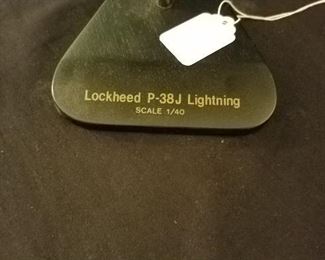 Lockheed P-38J Lightning
SCALE 1/40